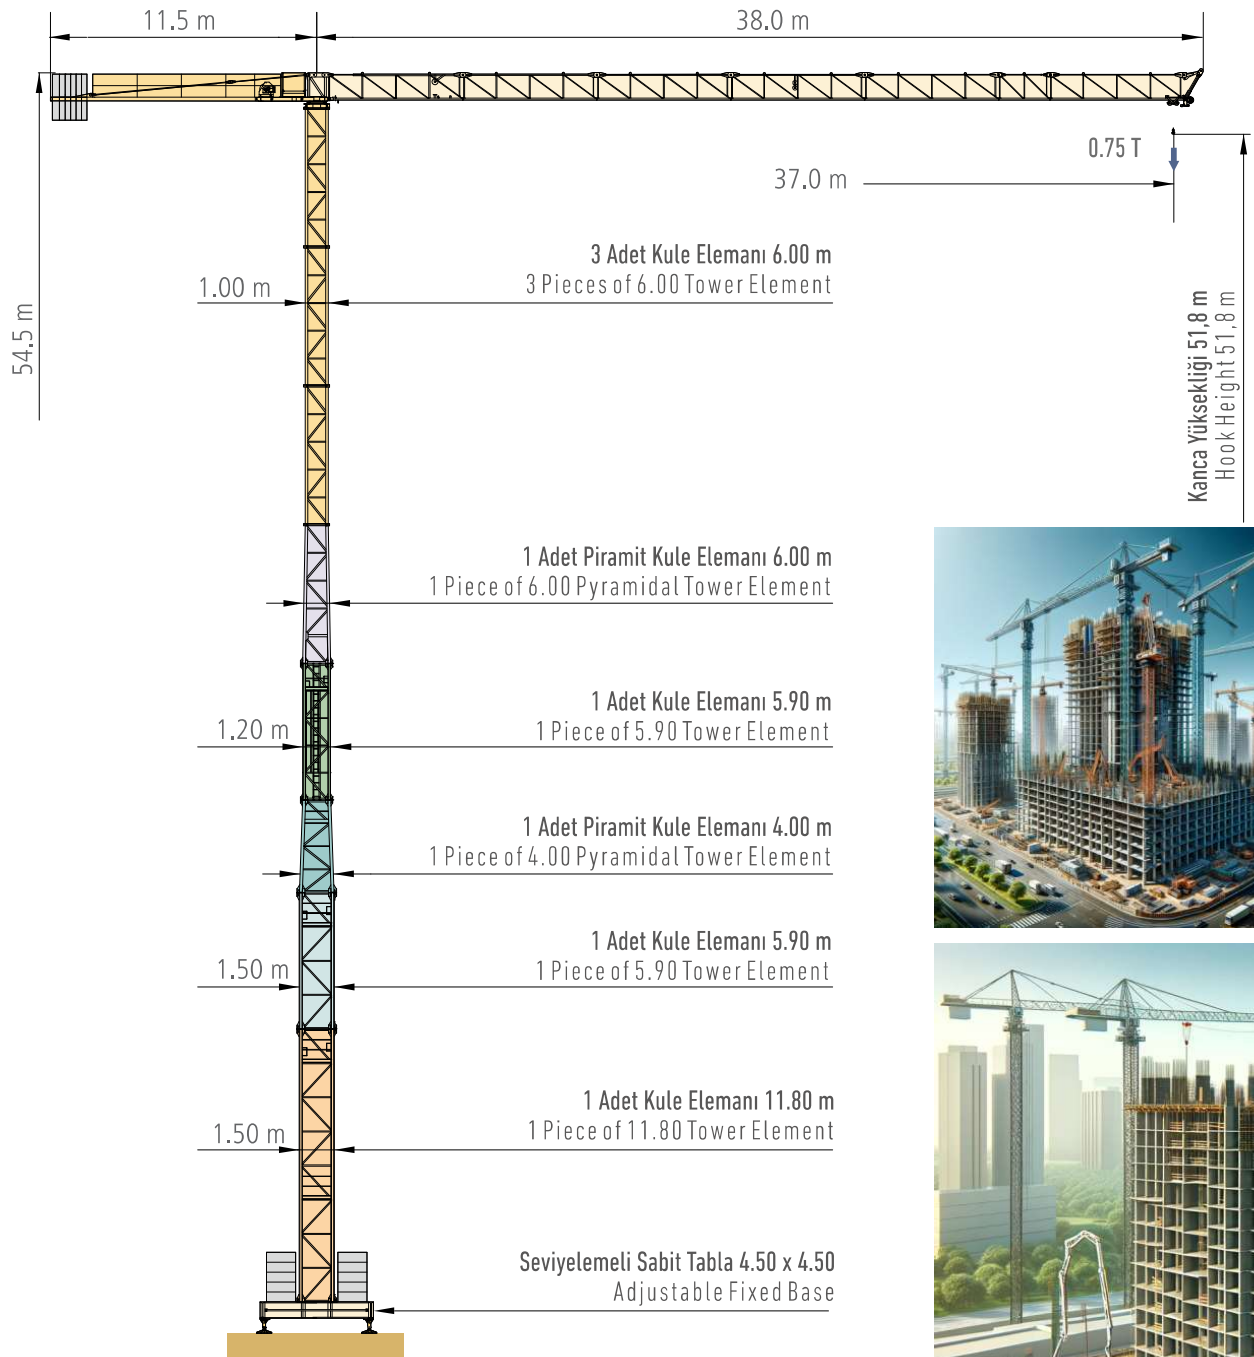 11.5 m
38.0 m
0.75 T
37.0 m
54.5 m
3 Adet Kule Elemanı 6.00 m
3 Pieces of 6.00 Tower Element
1.00 m
Kanca Yüksekliği 51,8 m
Hook Height 51,8 m
1 Adet Piramit Kule Elemanı 6.00 m
1 Piece of 6.00 Pyramidal Tower Element
1 Adet Kule Elemanı 5.90 m
1 Piece of 5.90 Tower Element
1.20 m
1 Adet Piramit Kule Elemanı 4.00 m
1 Piece of 4.00 Pyramidal Tower Element
1 Adet Kule Elemanı 5.90 m
1 Piece of 5.90 Tower Element
1.50 m
1 Adet Kule Elemanı 11.80 m
1 Piece of 11.80 Tower Element
1.50 m
Seviyelemeli Sabit Tabla 4.50 x 4.50
Adjustable Fixed Base